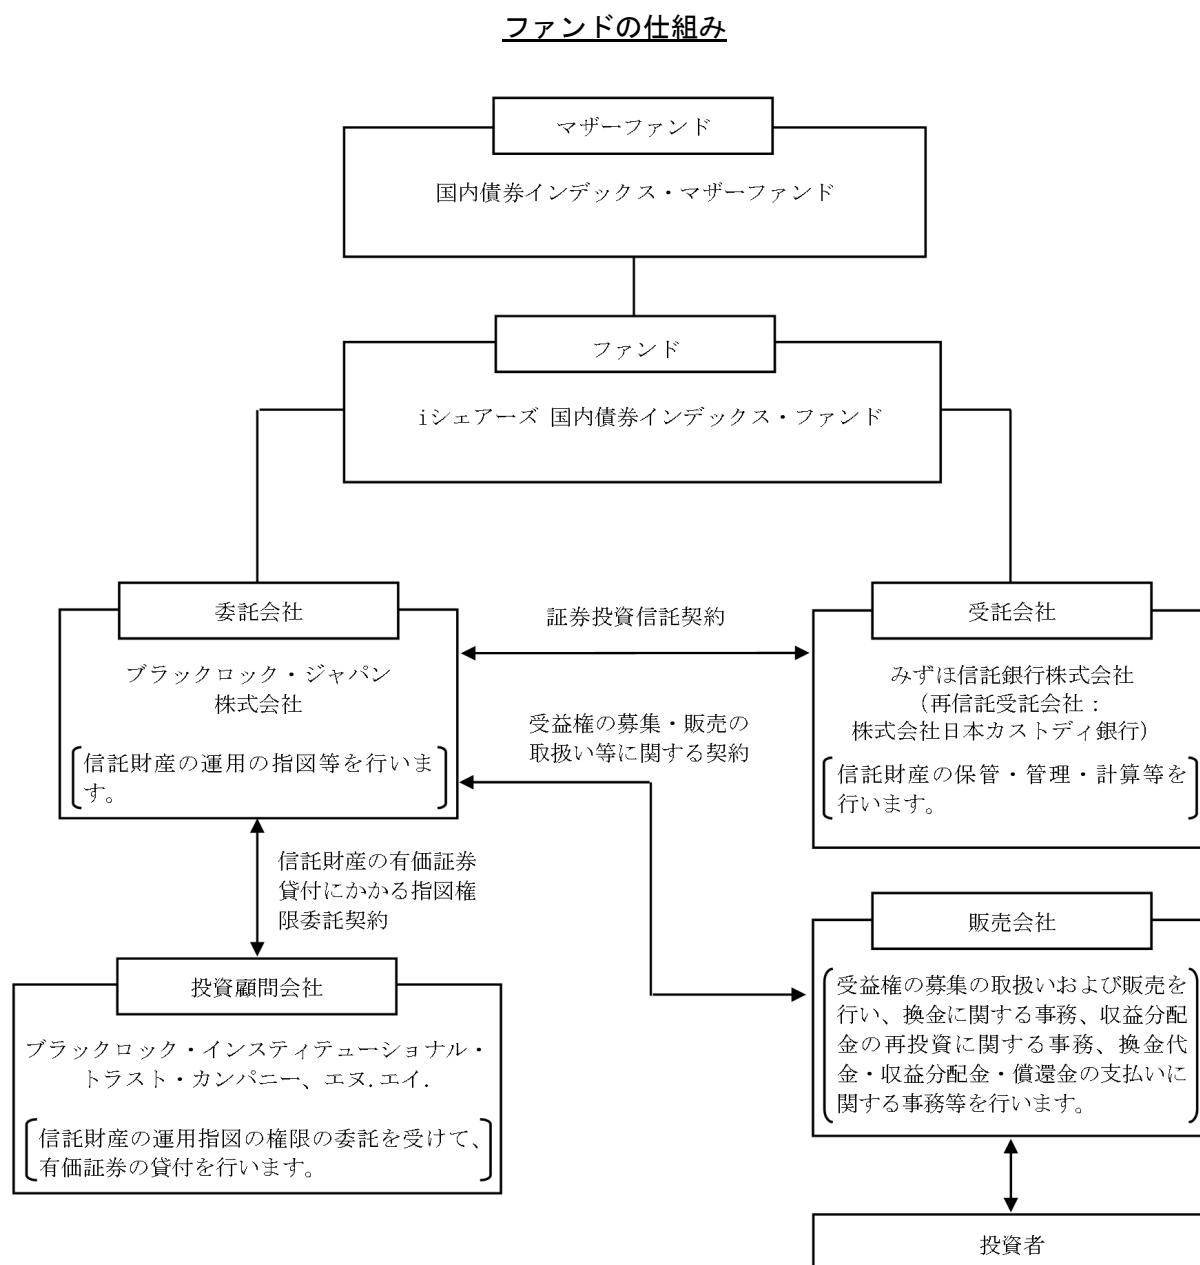 ファンドの仕組み
マザーファンド
国内債券インデックス・マザーファンド
ファンド
iシェアーズ 国内債券インデックス・ファンド
委託会社
ブラックロック・ジャパン
株式会社
信託財産の運用の指図等を行いま
す。
証券投資信託契約
受益権の募集・販売の
取扱い等に関する契約
受託会社
みずほ信託銀行株式会社
（再信託受託会社：
株式会社日本カストディ銀行）
信託財産の保管・管理・計算等を
行います。
信託財産の有価証券
貸付にかかる指図権
限委託契約
投資顧問会社
ブラックロック・インスティテューショナル・
トラスト・カンパニー、エヌ.エイ.
信託財産の運用指図の権限の委託を受けて、
有価証券の貸付を行います。
販売会社
受益権の募集の取扱いおよび販売を
行い、換金に関する事務、収益分配
金の再投資に関する事務、換金代
金・収益分配金・償還金の支払いに
関する事務等を行います。
投資者